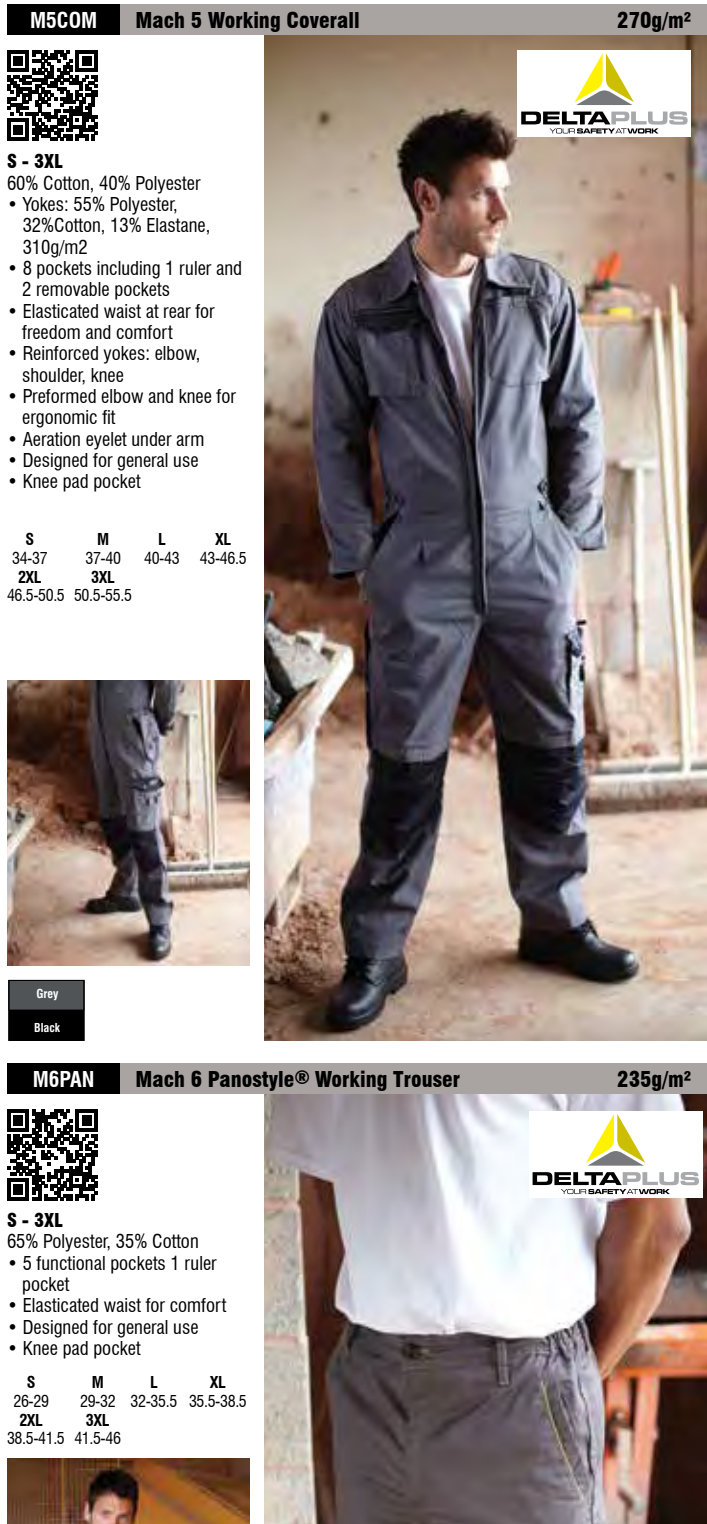 M5COM Mach 5 Working Coverall 270g/m²
DELTAPLUS
YOUR SAFETY AT WORK
S - 3XL
60% Cotton, 40% Polyester
• Yokes: 55% Polyester,
32%Cotton, 13% Elastane,
310g/m2
• 8 pockets including 1 ruler and
2 removable pockets
• Elasticated waist at rear for
freedom and comfort
• Reinforced yokes: elbow,
shoulder, knee
• Preformed elbow and knee for
ergonomic fit
• Aeration eyelet under arm
• Designed for general use
• Knee pad pocket
S M L XL
34-37 37-40 40-43 43-46.5
2XL 3XL
46.5-50.5 50.5-55.5
Grey
Black
M6PAN Mach 6 Panostyle® Working Trouser 235g/m²
DELTAPLUS
YOUR SAFETY AT WORK
S - 3XL
65% Polyester, 35% Cotton
• 5 functional pockets 1 ruler
pocket
• Elasticated waist for comfort
• Designed for general use
• Knee pad pocket
S M L XL
26-29 29-32 32-35.5 35.5-38.5
2XL 3XL
38.5-41.5 41.5-46